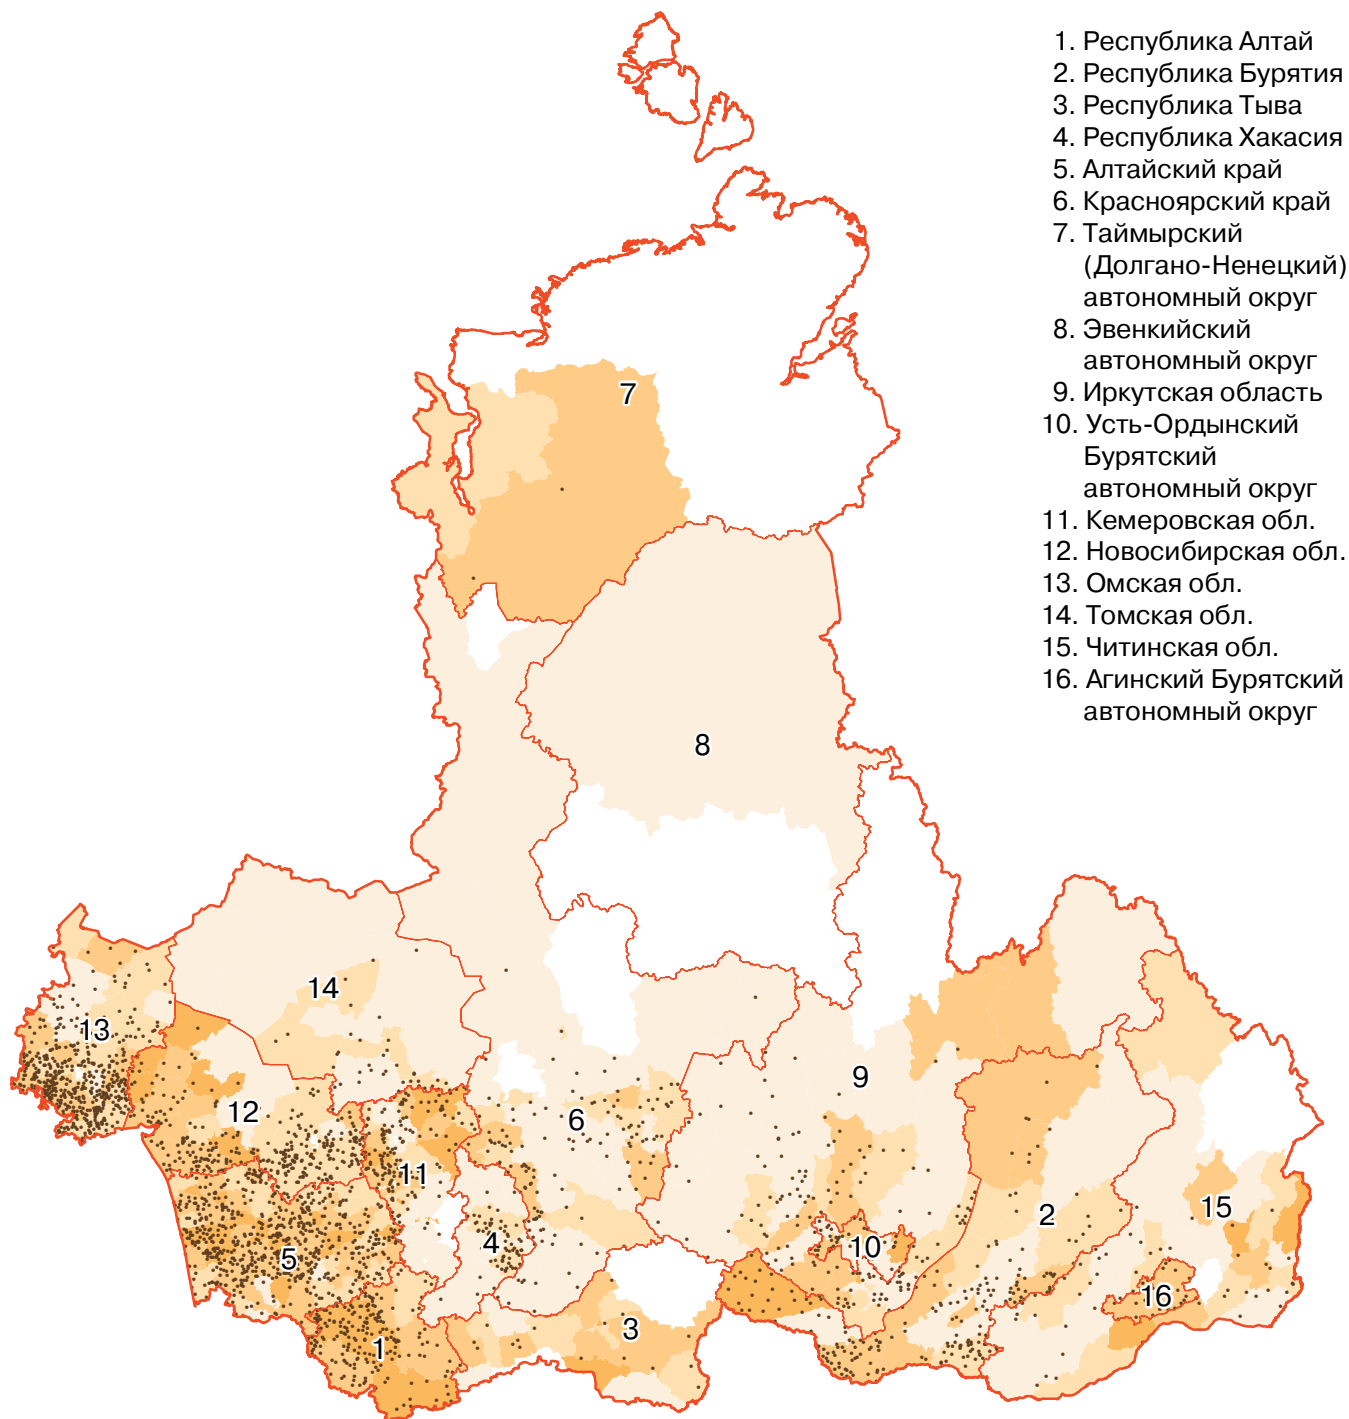 1. Республика Алтай
2. Республика Бурятия
3. Республика Тыва
4. Республика Хакасия
5. Алтайский край
6. Красноярский край
7. Таймырский
(Долгано-Ненецкий)
автономный округ
8. Эвенкийский
автономный округ
9. Иркутская область
10. Усть-Ордынский
Бурятский
автономный округ
11. Кемеровская обл.
12. Новосибирская обл.
13. Омская обл.
14. Томская обл.
15. Читинская обл.
16. Агинский Бурятский
автономный округ
7
8
14
13
9
12
6
11
15
2
4
10
5
16
3
1